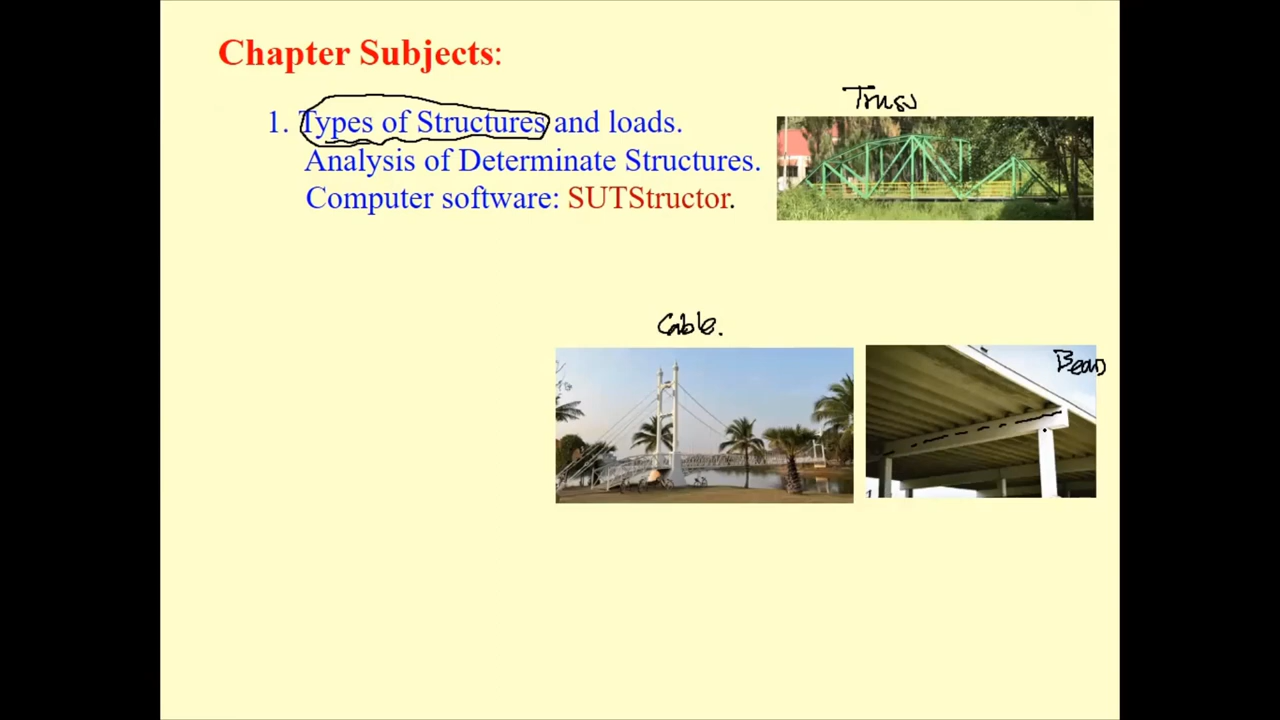 Chapter Subjects:
Truss
1. Types of Structures and loads.
Analysis of Determinate Structures.
Computer software: SUTStructor.
Cable.
Beam